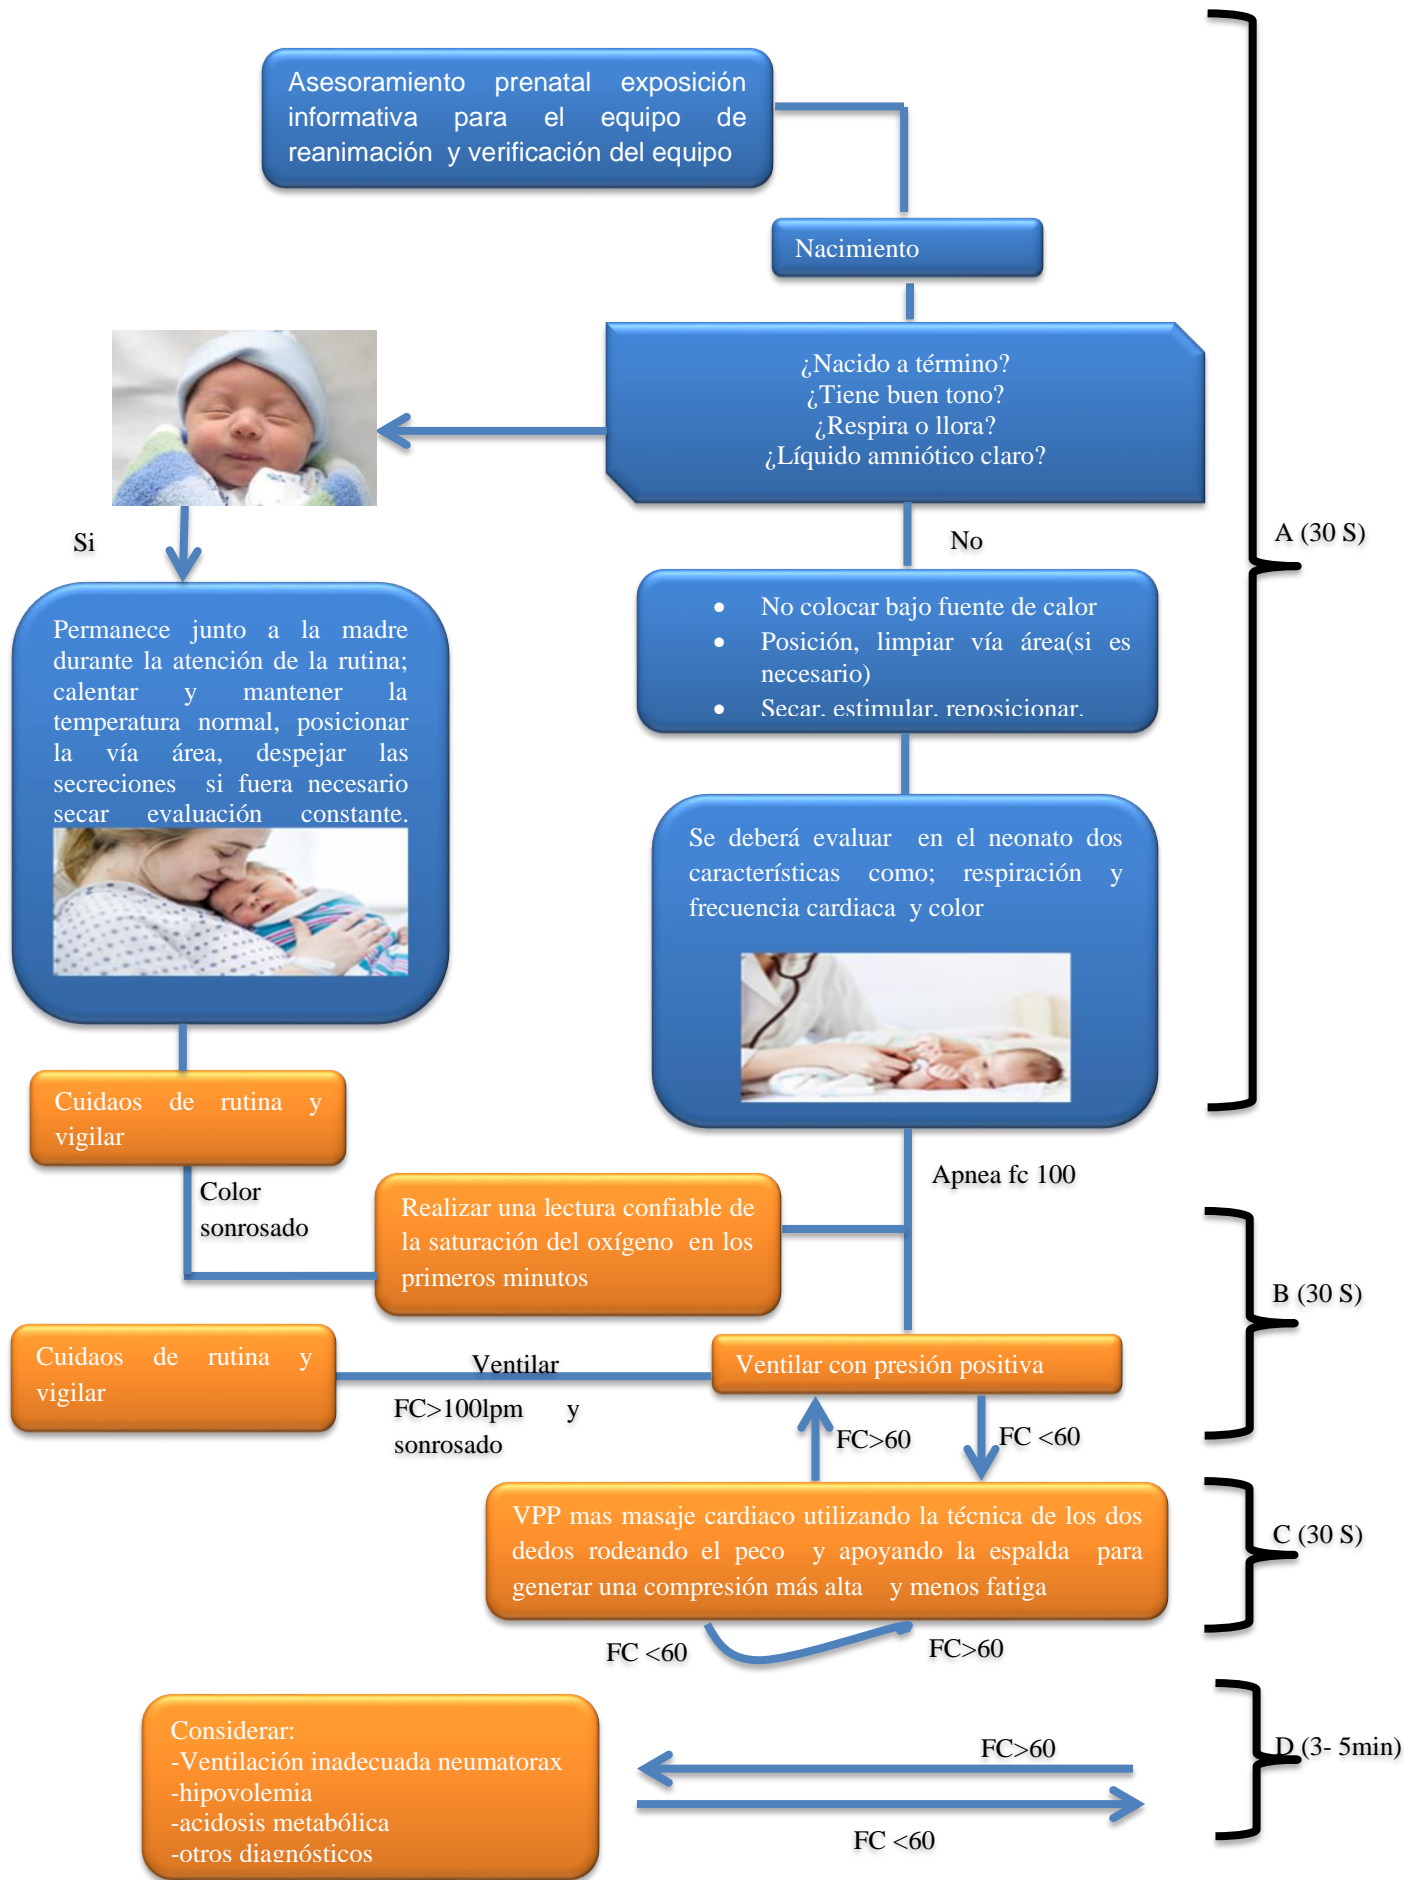 Asesoramiento prenatal exposición
informativa para el equipo de
reanimación y verificación del equipo
Nacimiento
¿Nacido a término?
¿Tiene buen tono?
¿Respira o llora?
¿Líquido amniótico claro?
Si
No
A (30 S)
Permanece junto a la madre
durante la atención de la rutina;
calentar y mantener la
temperatura normal, posicionar
la vía área, despejar las
secreciones si fuera necesario
secar evaluación constante.
• No colocar bajo fuente de calor
• Posición, limpiar vía área(si es
necesario)
• Secar, estimular, reposicionar.
Se deberá evaluar en el neonato dos
características como; respiración y
frecuencia cardiaca y color
Cuidaos de rutina y
vigilar
Color
sonrosado
Apnea fc 100
Realizar una lectura confiable de
la saturación del oxígeno en los
primeros minutos
B (30 S)
Cuidaos de rutina y
vigilar
Ventilar
FC>100lpm y
sonrosado
Ventilar con presión positiva
FC>60
FC <60
VPP mas masaje cardiaco utilizando la técnica de los dos
dedos rodeando el peco y apoyando la espalda para
generar una compresión más alta y menos fatiga
C (30 S)
FC <60
FC>60
Considerar:
-Ventilación inadecuada neumatorax
-hipovolemia
-acidosis metabólica
-otros diagnósticos
FC>60
FC <60
D (3- 5min)